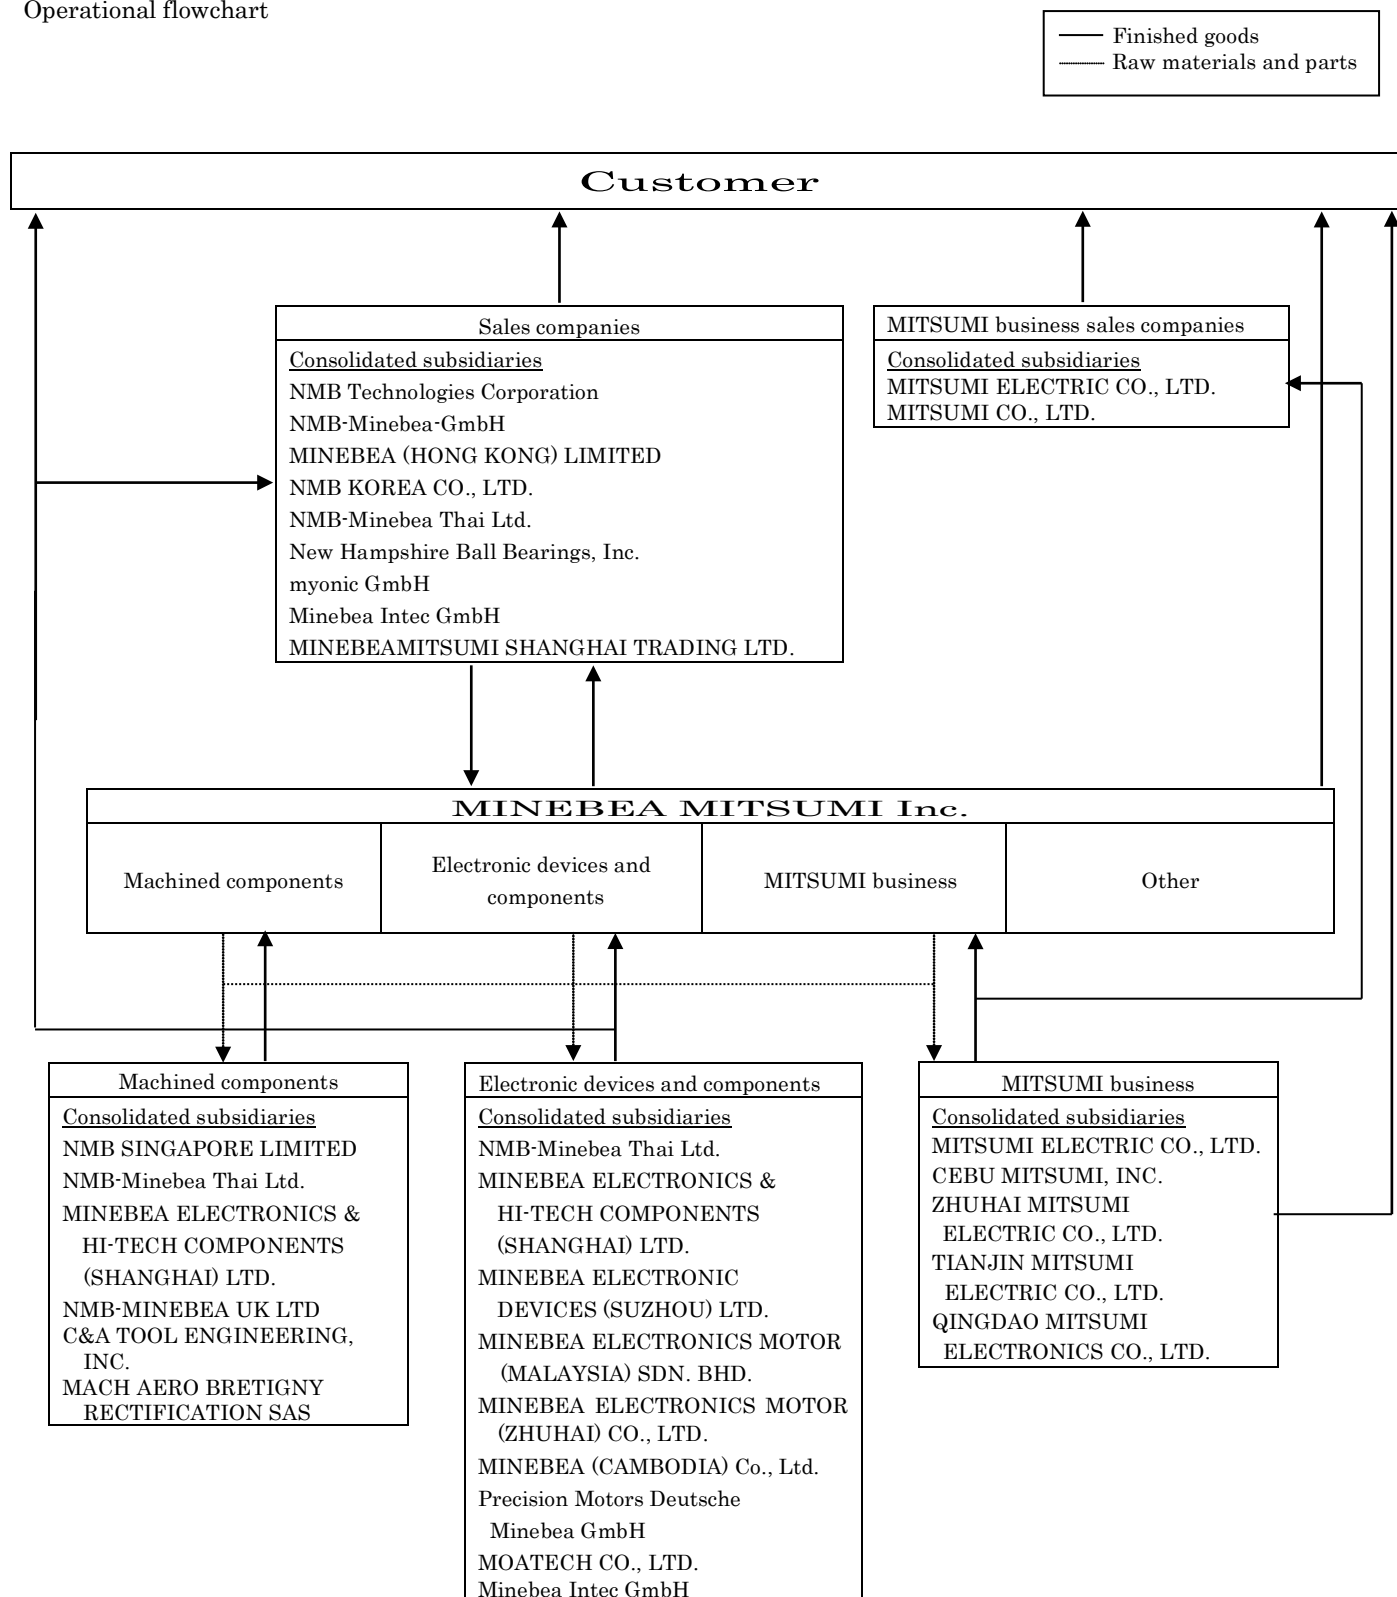 Operational flowchart
Finished goods
Raw materials and parts
Customer
Sales companies
Consolidated subsidiaries
NMB Technologies Corporation
NMB-Minebea-GmbH
MINEBEA (HONG KONG) LIMITED
NMB KOREA CO., LTD.
NMB-Minebea Thai Ltd.
New Hampshire Ball Bearings, Inc.
myonic GmbH
Minebea Intec GmbH
MINEBEAMITSUMI SHANGHAI TRADING LTD.
MITSUMI business sales companies
Consolidated subsidiaries
MITSUMI ELECTRIC CO., LTD.
MITSUMI CO., LTD.
MINEBEA MITSUMI Inc.
Machined components
Electronic devices and
components
MITSUMI business
Other
Machined components
Consolidated subsidiaries
NMB SINGAPORE LIMITED
NMB-Minebea Thai Ltd.
MINEBEA ELECTRONICS &
HI-TECH COMPONENTS
(SHANGHAI) LTD.
NMB-MINEBEA UK LTD
C&A TOOL ENGINEERING,
INC.
MACH AERO BRETIGNY
RECTIFICATION SAS
Electronic devices and components
Consolidated subsidiaries
NMB-Minebea Thai Ltd.
MINEBEA ELECTRONICS &
HI-TECH COMPONENTS
(SHANGHAI) LTD.
MINEBEA ELECTRONIC
DEVICES (SUZHOU) LTD.
MINEBEA ELECTRONICS MOTOR
(MALAYSIA) SDN. BHD.
MINEBEA ELECTRONICS MOTOR
(ZHUHAI) CO., LTD.
MINEBEA (CAMBODIA) Co., Ltd.
Precision Motors Deutsche
Minebea GmbH
MOATECH CO., LTD.
Minebea Intec GmbH
MITSUMI business
Consolidated subsidiaries
MITSUMI ELECTRIC CO., LTD.
CEBU MITSUMI, INC.
ZHUHAI MITSUMI
ELECTRIC CO., LTD.
TIANJIN MITSUMI
ELECTRIC CO., LTD.
QINGDAO MITSUMI
ELECTRONICS CO., LTD.